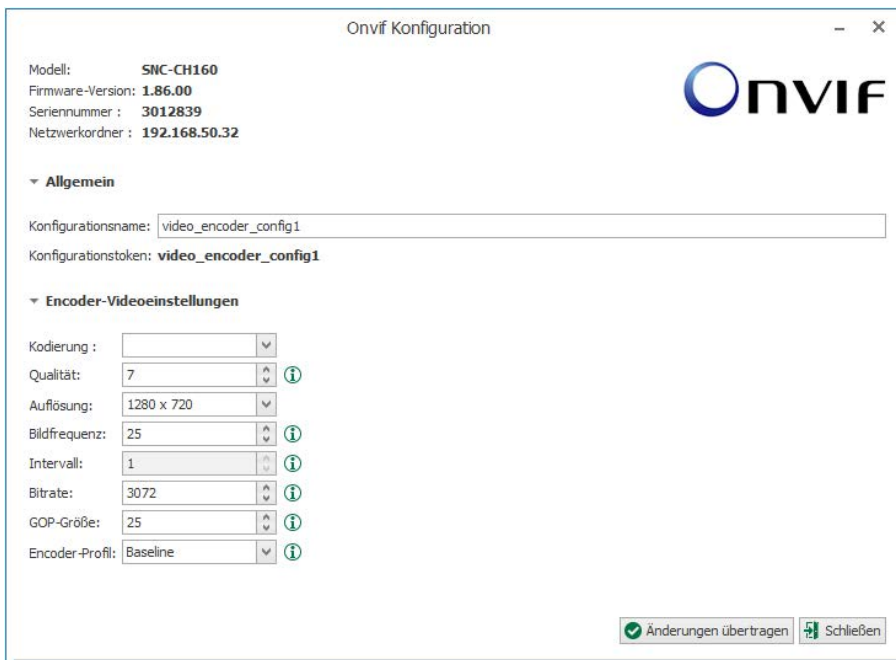 Onvif Konfiguration
Modell: SNC-CH160
Firmware-Version: 1.86.00
Seriennummer : 3012839
Netzwerkordner : 192.168.50.32
ONVIF
Allgemein
Konfigurationsname: video_encoder_config1
Konfigurationstoken: video_encoder_config1
Encoder-Videoeinstellungen
Kodierung :
Qualität: 7
Auflösung: 1280 x 720
Bildfrequenz: 25
Intervall: 1
Bitrate: 3072
GOP-Größe: 25
Encoder-Profil: Baseline
Änderungen übertragen Schließen